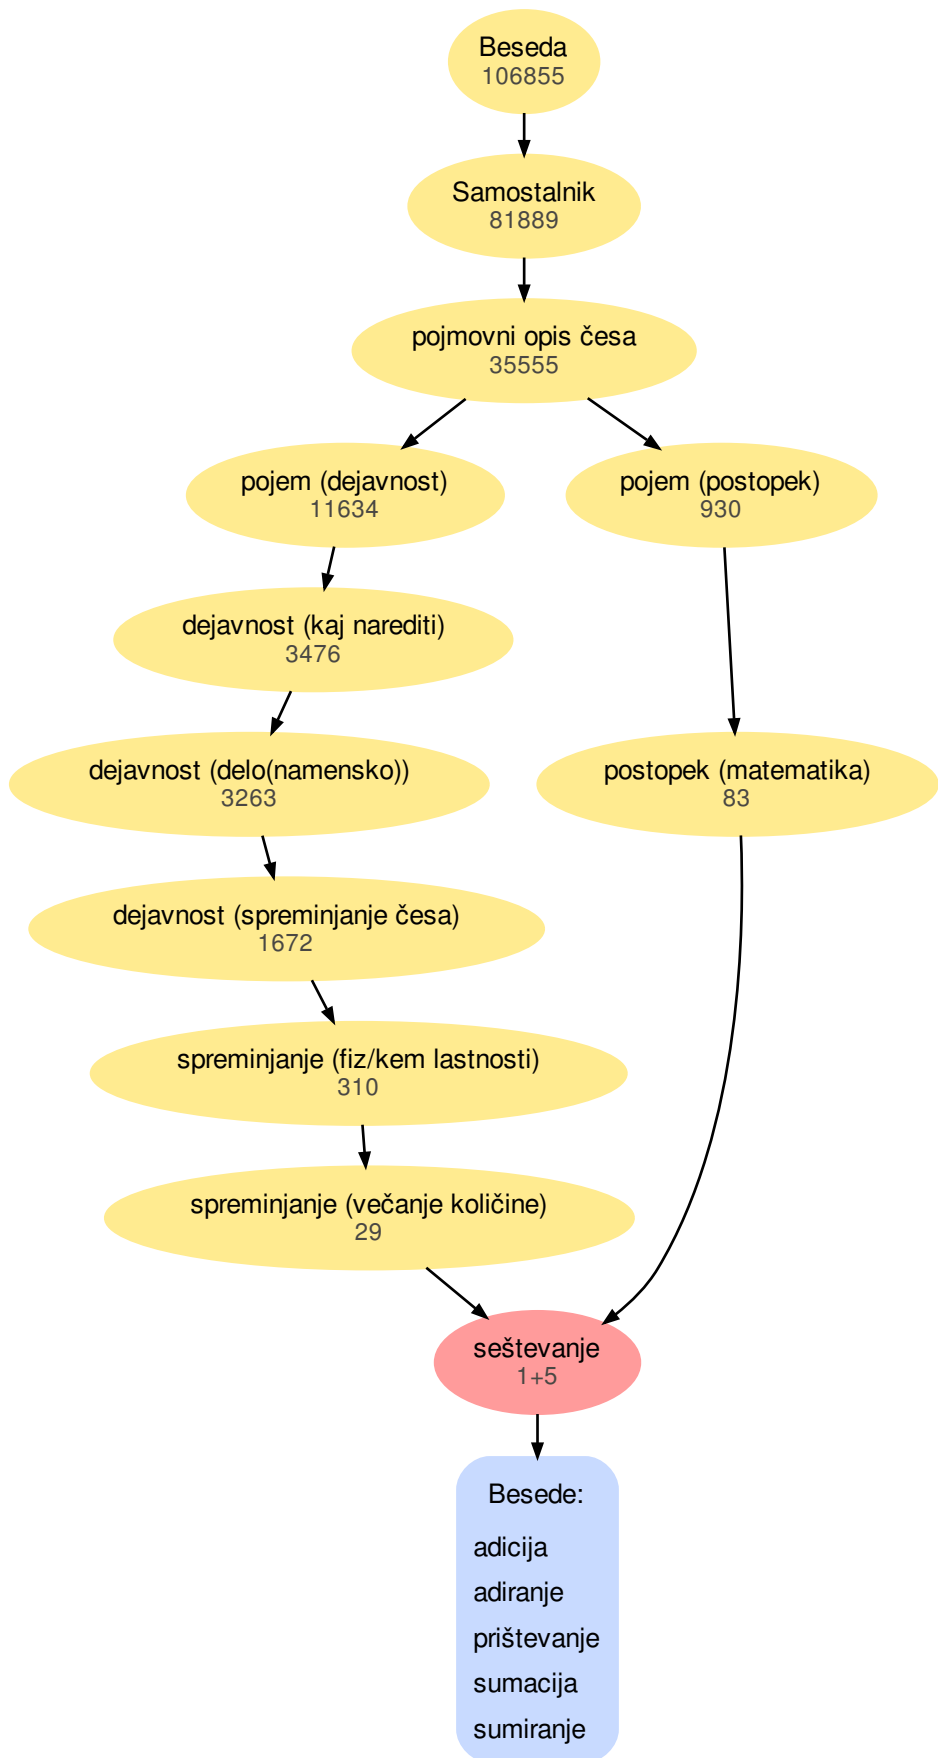 Beseda
106855
Samostalnik
81889
pojmovni opis česa
35555
pojem (dejavnost)
11634
pojem (postopek)
930
dejavnost (kaj narediti)
3476
dejavnost (delo(namensko))
3263
postopek (matematika)
83
dejavnost (spreminjanje česa)
1672
spreminjanje (fiz/kem lastnosti)
310
spreminjanje (večanje količine)
29
seštevanje
1+5
Besede:
adicija
adiranje
prištevanje
sumacija
sumiranje